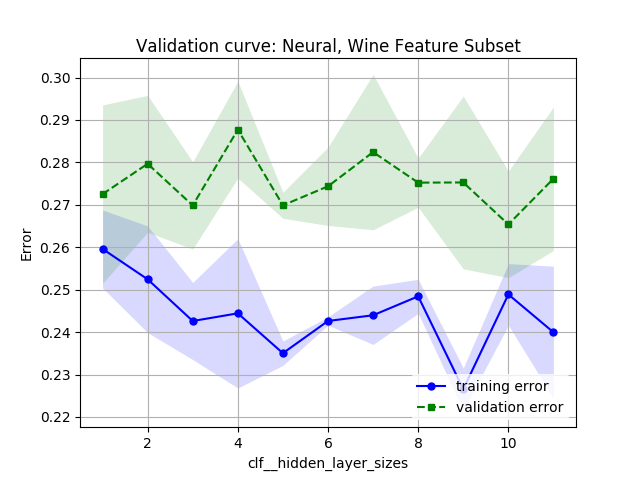 Validation curve: Neural, Wine Feature Subset
0.30
0.29
0.28
0.27
0.26
0.25
0.24
0.23
0.22
Error
training error
validation error
2 4 6 8 10
clf__hidden_layer_sizes